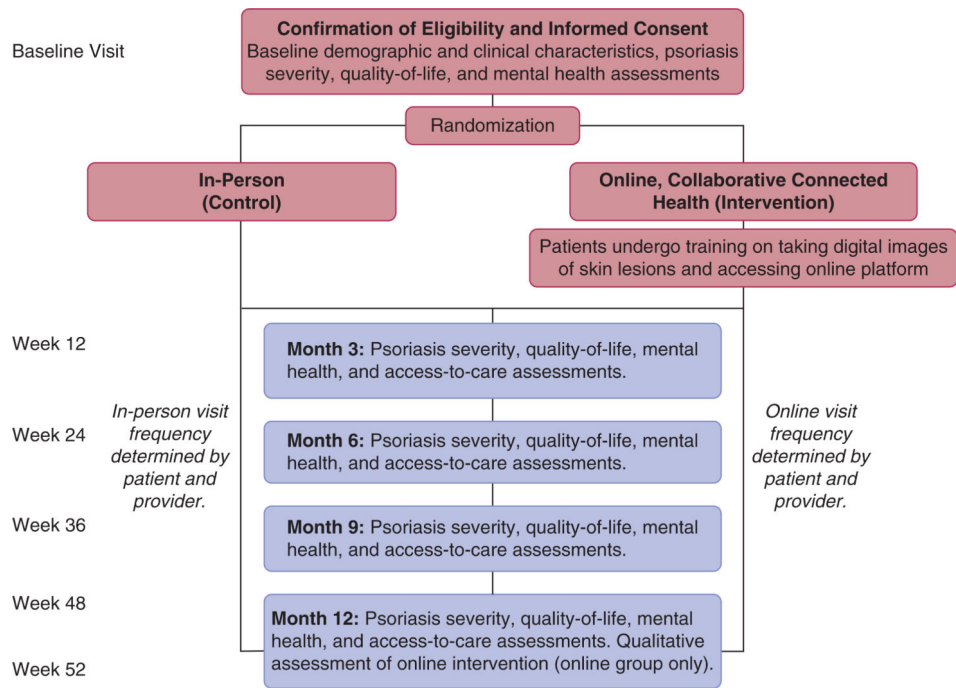 Baseline Visit
Confirmation of Eligibility and Informed Consent
Baseline demographic and clinical characteristics, psoriasis
severity, quality-of-life, and mental health assessments
Randomization
In-Person
(Control)
Online, Collaborative Connected
Health (Intervention)
Patients undergo training on taking digital images
of skin lesions and accessing online platform
Week 12
Month 3: Psoriasis severity, quality-of-life, mental
health, and access-to-care assessments.
In-person visit
frequency
determined by
patient and
provider.
Online visit
frequency
determined by
patient and
provider.
Week 24
Month 6: Psoriasis severity, quality-of-life, mental
health, and access-to-care assessments.
Week 36
Month 9: Psoriasis severity, quality-of-life, mental
health, and access-to-care assessments.
Week 48
Month 12: Psoriasis severity, quality-of-life, mental
health, and access-to-care assessments. Qualitative
assessment of online intervention (online group only).
Week 52